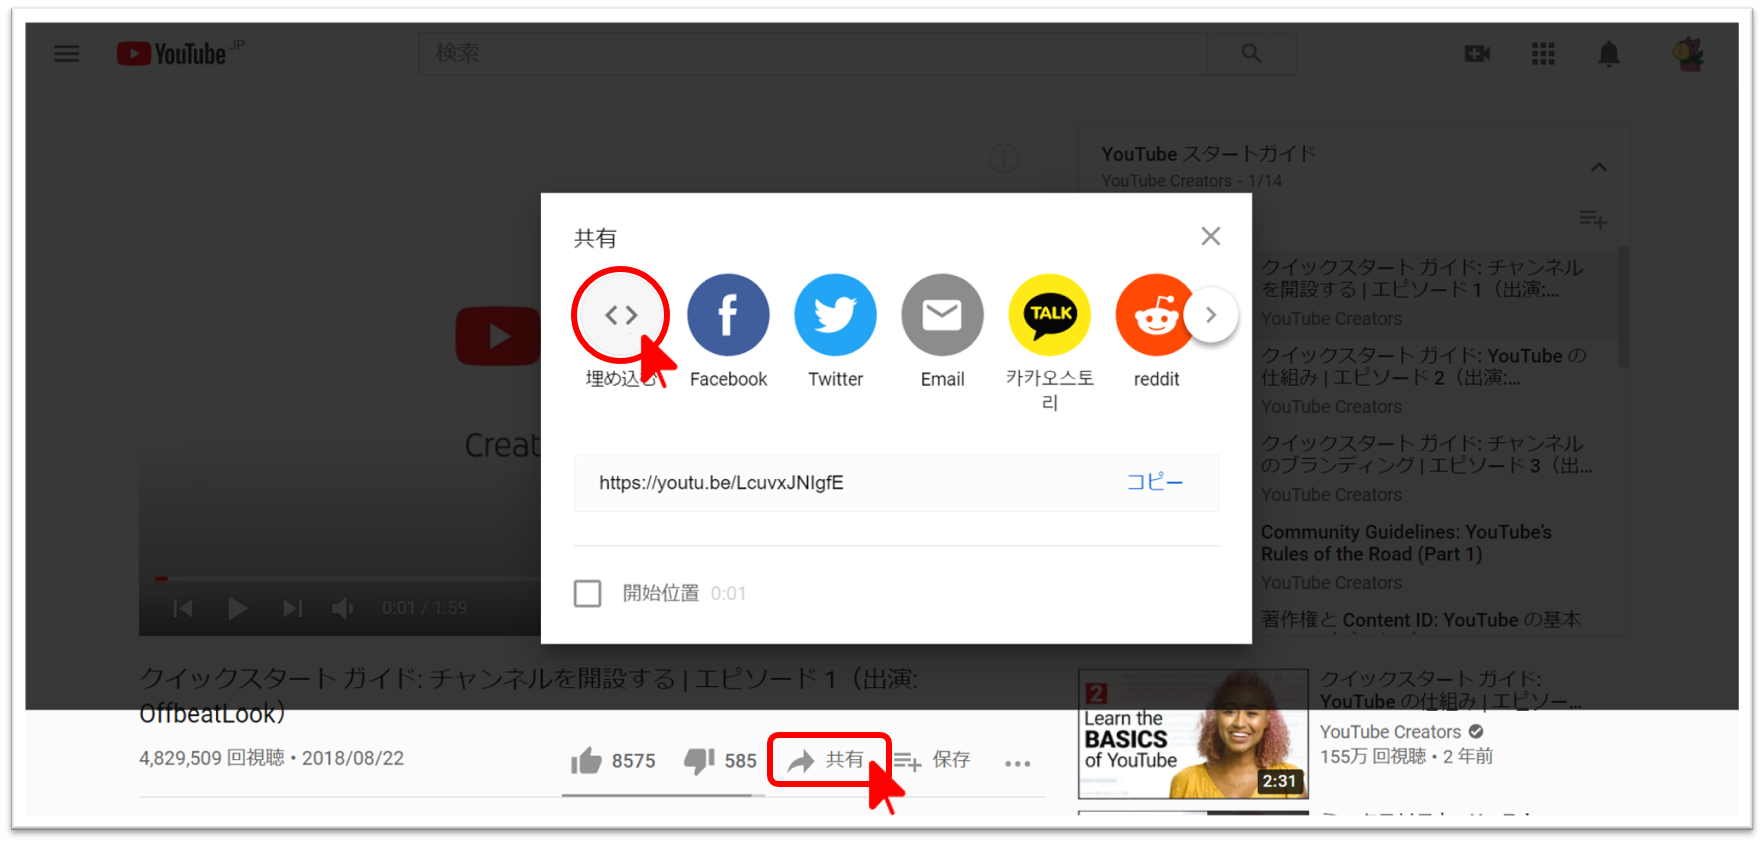 YouTube JP
検索
YouTube スタートガイド
YouTube Creators - 1/14
クイックスタート ガイド: チャンネル
を開設する | エピソード 1（出演:...
YouTube Creators
クイックスタート ガイド: YouTube の
仕組み | エピソード 2（出演:...
YouTube Creators
クイックスタート ガイド: チャンネル
のブランディング | エピソード 3（出...
YouTube Creators
Community Guidelines: YouTube's
Rules of the Road (Part 1)
YouTube Creators
著作権と Content ID: YouTube の基本
Creat
0:01 / 1:59
共有
埋め込む
Facebook
Twitter
Email
TALK
카카오스토
리
reddit
https://youtu.be/LcuvxJNIgfE
コピー
開始位置 0:01
クイックスタート ガイド: チャンネルを開設する | エピソード 1（出演:
OffbeatLook）
4,829,509 回視聴・2018/08/22
8575
585
共有
保存
2
Learn the
BASICS
of YouTube
2:31
クイックスタート ガイド:
YouTube の仕組み | エピソー...
YouTube Creators
155万 回視聴・2 年前